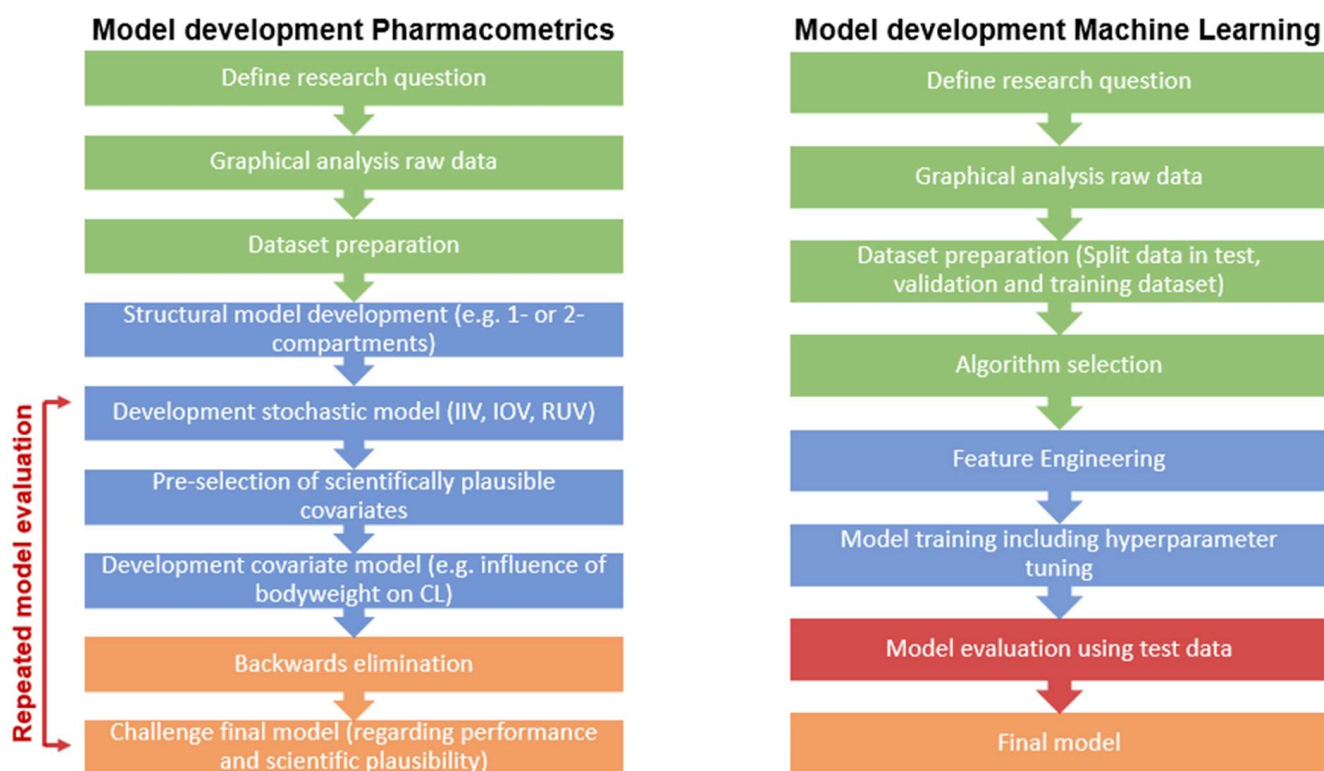 Model development Pharmacometrics
Define research question
Graphical analysis raw data
Dataset preparation
Structural model development (e.g. 1- or 2-
compartments)
Development stochastic model (IIV, IOV, RUV)
Pre-selection of scientifically plausible
covariates
Development covariate model (e.g. influence of
bodyweight on CL)
Backwards elimination
Challenge final model (regarding performance
and scientific plausibility)
Repeated model evaluation
Model development Machine Learning
Define research question
Graphical analysis raw data
Dataset preparation (Split data in test,
validation and training dataset)
Algorithm selection
Feature Engineering
Model training including hyperparameter
tuning
Model evaluation using test data
Final model